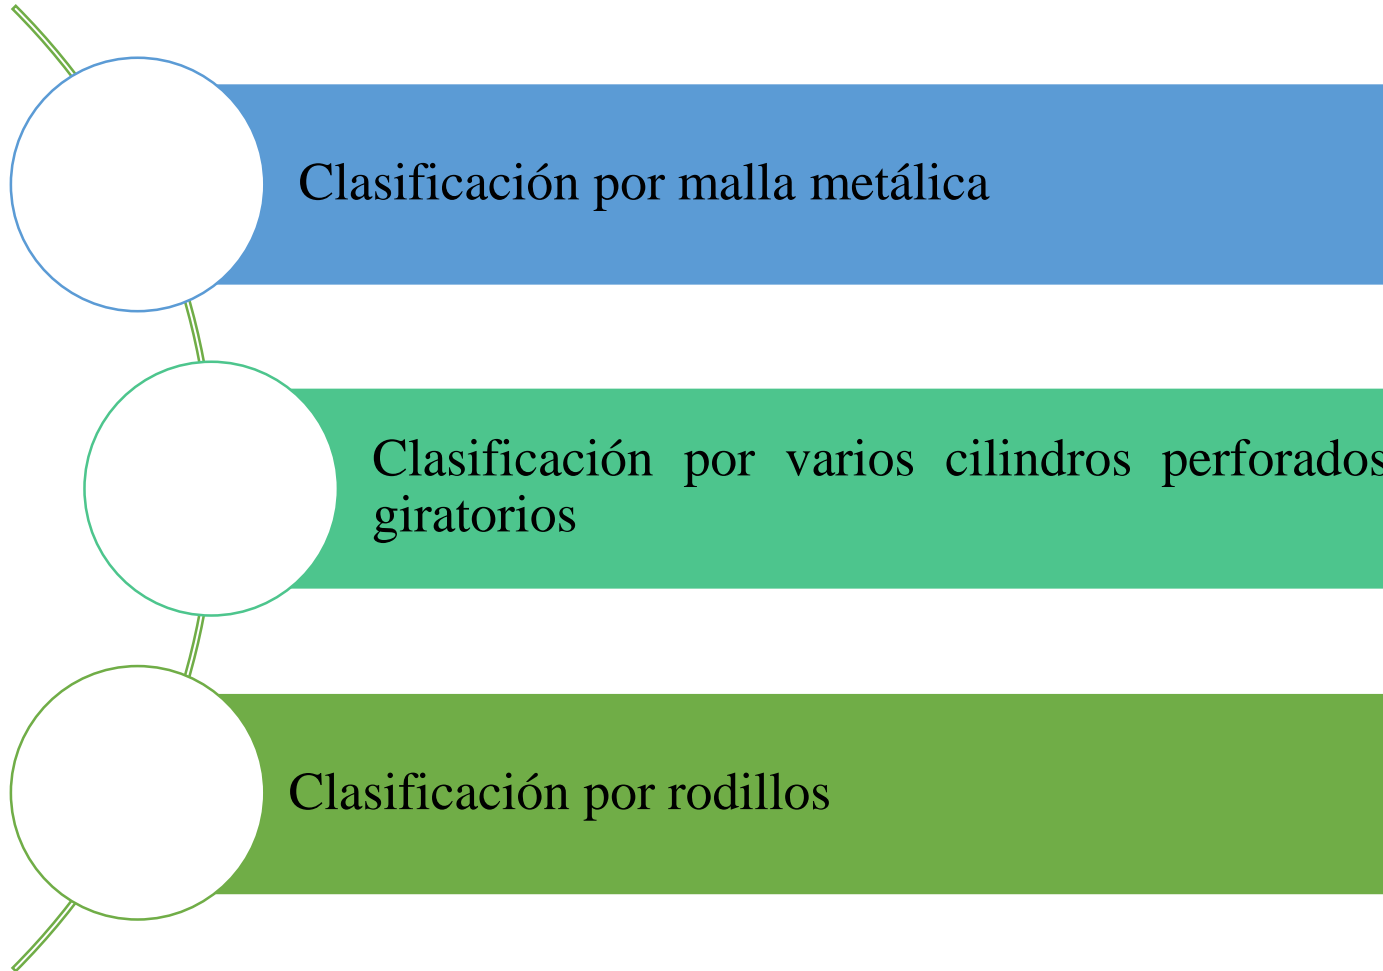 Clasificación por malla metálica
Clasificación por varios cilindros perforados
giratorios
Clasificación por rodillos